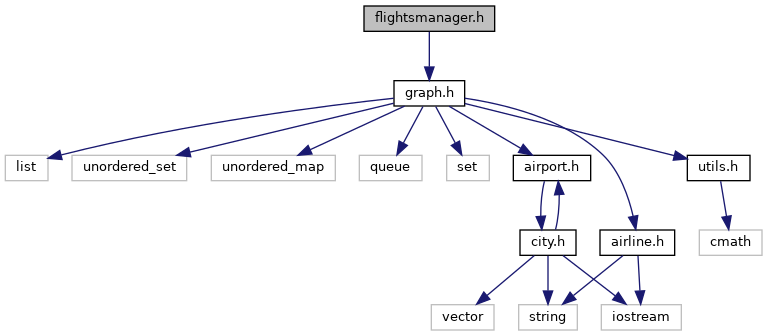 flightsmanager.h
graph.h
list
unordered_set
unordered_map
queue
set
airport.h
utils.h
city.h
airline.h
cmath
vector
string
iostream